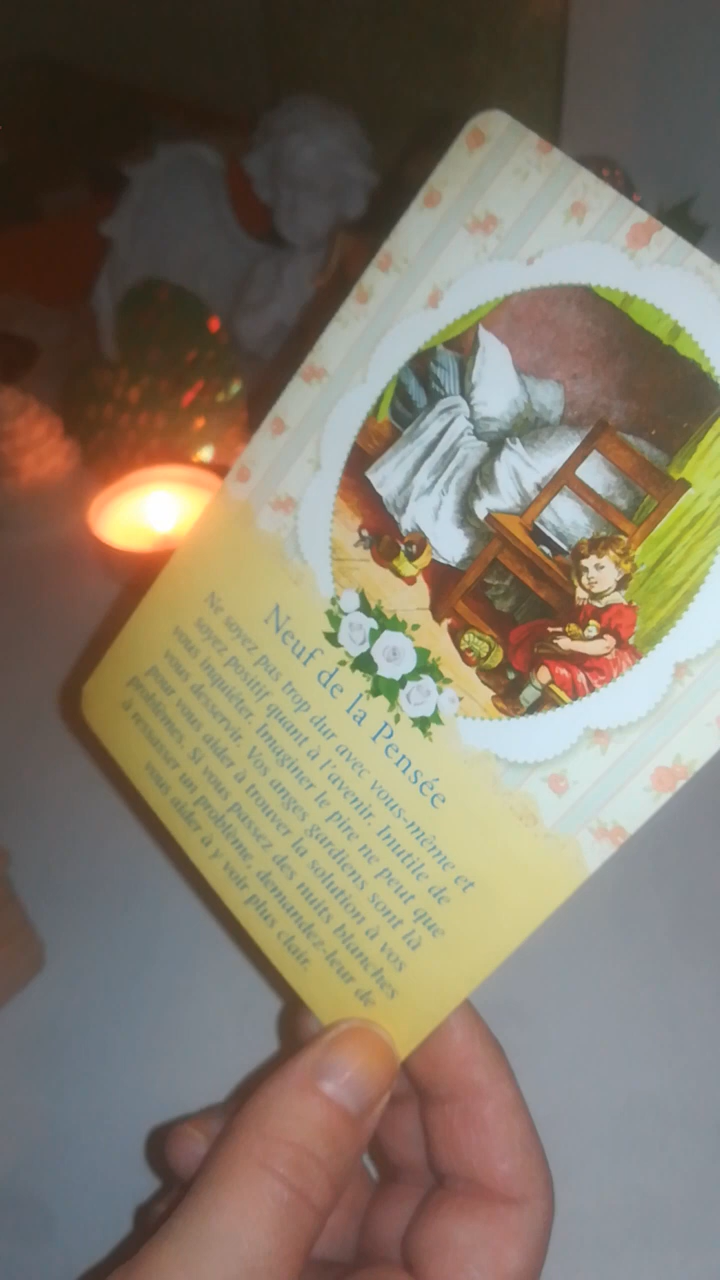 Neuf de la Pensée
Ne soyez pas trop dur avec vous-même et
soyez positif quant à l'avenir. Inutile de
vous inquiéter. Imaginer le pire ne peut que
vous desservir. Vos anges gardiens sont là
pour vous aider à trouver la solution à vos
problèmes. Si vous passez des nuits blanches
à ressasser un problème, demandez-leur de
vous aider à y voir plus clair.